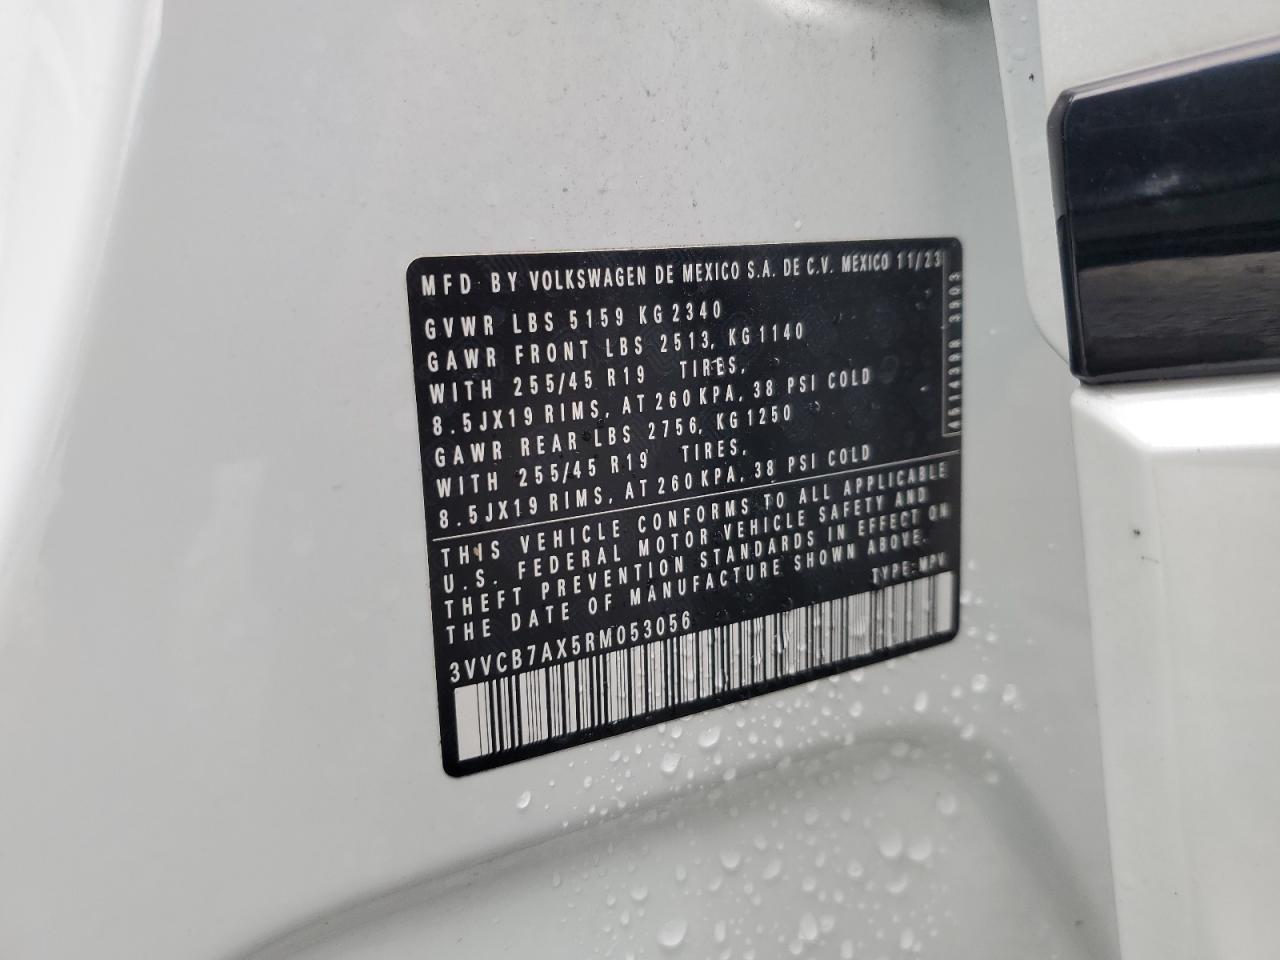 MFD BY VOLKSWAGEN DE MEXICO S.A. DE C.V. MEXICO 11/23
GVWR LBS 5159 KG 2340
GAWR FRONT LBS 2513, KG 1140
WITH 255/45 R19 TIRES,
8.5JX19 RIMS, AT 260 KPA, 38 PSI COLD
GAWR REAR LBS 2756, KG 1250
WITH 255/45 R19 TIRES,
8.5JX19 RIMS, AT 260 KPA, 38 PSI COLD
THIS VEHICLE CONFORMS TO ALL APPLICABLE
U.S. FEDERAL MOTOR VEHICLE SAFETY AND
THEFT PREVENTION STANDARDS IN EFFECT ON
THE DATE OF MANUFACTURE SHOWN ABOVE.
TYPE: MPV
3VVCB7AX5RM053056